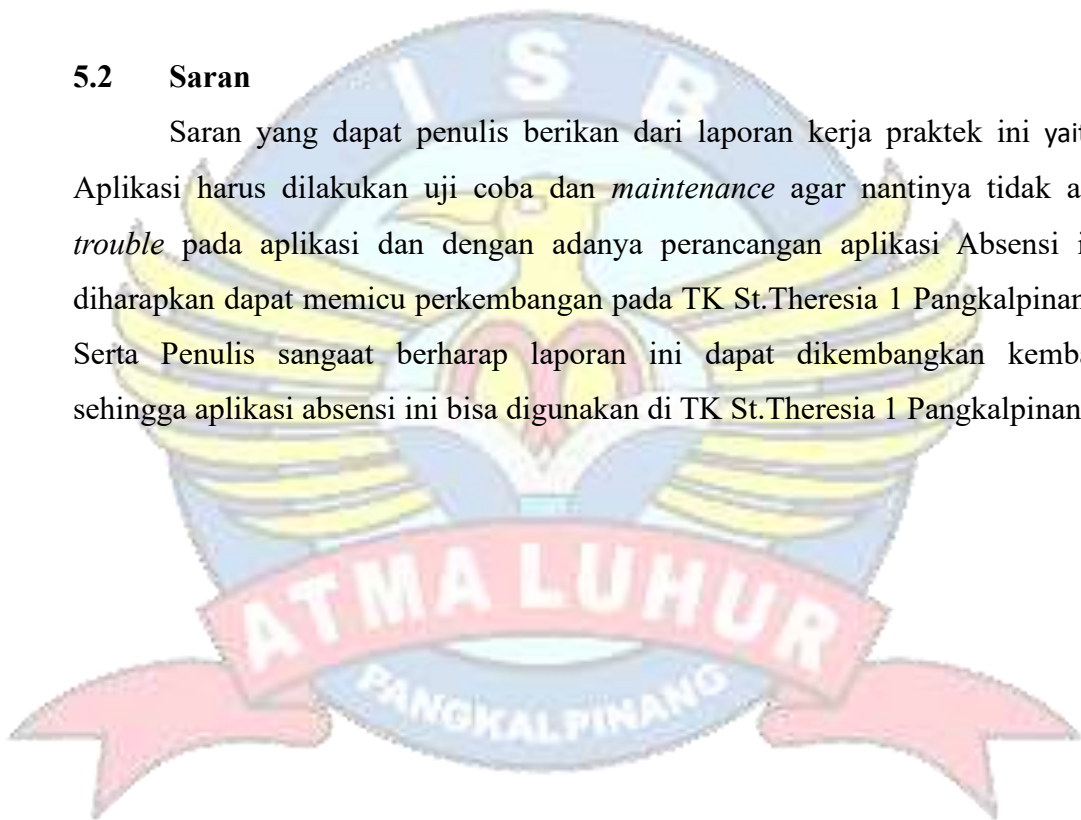 5.2 Saran
Saran yang dapat penulis berikan dari laporan kerja praktek ini yait
Aplikasi harus dilakukan uji coba dan maintenance agar nantinya tidak a
trouble pada aplikasi dan dengan adanya perancangan aplikasi Absensi i
diharapkan dapat memicu perkembangan pada TK St.Theresia 1 Pangkalpinan
Serta Penulis sangaat berharap laporan ini dapat dikembangkan kemba
sehingga aplikasi absensi ini bisa digunakan di TK St.Theresia 1 Pangkalpinan
I S B
ATMA LUHUR
PANGKALPINANG